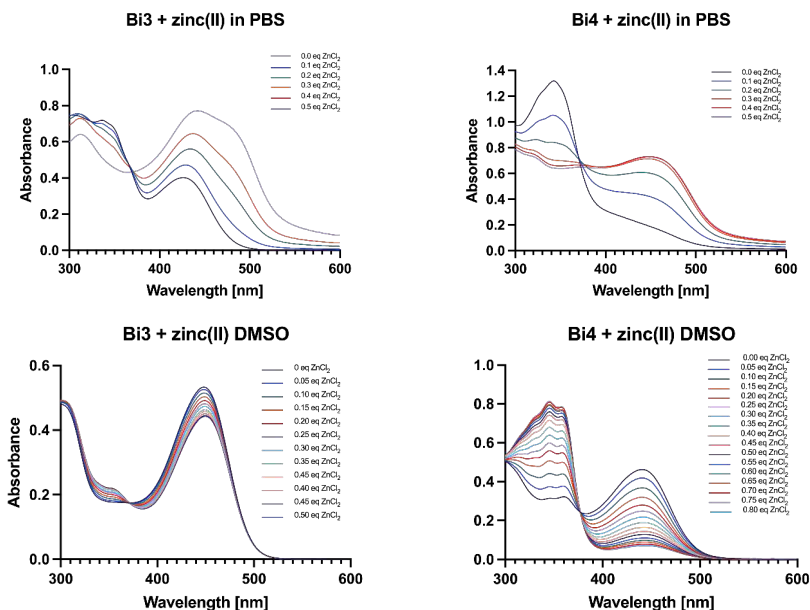 Bi3 + zinc(II) in PBS
0.0 eq ZnCl2
0.1 eq ZnCl2
0.2 eq ZnCl2
0.3 eq ZnCl2
0.4 eq ZnCl2
0.5 eq ZnCl2
Absorbance
1.0
0.8
0.6
0.4
0.2
0.0
300 400 500 600
Wavelength [nm]
Bi4 + zinc(II) in PBS
0.0 eq ZnCl2
0.1 eq ZnCl2
0.2 eq ZnCl2
0.3 eq ZnCl2
0.4 eq ZnCl2
0.5 eq ZnCl2
Absorbance
1.4
1.2
1.0
0.8
0.6
0.4
0.2
0.0
300 400 500 600
Wavelength [nm]
Bi3 + zinc(II) DMSO
0 eq ZnCl2
0.05 eq ZnCl2
0.10 eq ZnCl2
0.15 eq ZnCl2
0.20 eq ZnCl2
0.25 eq ZnCl2
0.30 eq ZnCl2
0.35 eq ZnCl2
0.45 eq ZnCl2
0.40 eq ZnCl2
0.45 eq ZnCl2
0.50 eq ZnCl2
Absorbance
0.6
0.4
0.2
0.0
300 400 500 600
Wavelength [nm]
Bi4 + zinc(II) DMSO
0.00 eq ZnCl2
0.05 eq ZnCl2
0.10 eq ZnCl2
0.15 eq ZnCl2
0.20 eq ZnCl2
0.25 eq ZnCl2
0.30 eq ZnCl2
0.35 eq ZnCl2
0.40 eq ZnCl2
0.45 eq ZnCl2
0.50 eq ZnCl2
0.55 eq ZnCl2
0.60 eq ZnCl2
0.65 eq ZnCl2
0.70 eq ZnCl2
0.75 eq ZnCl2
0.80 eq ZnCl2
Absorbance
1.0
0.8
0.6
0.4
0.2
0.0
300 400 500 600
Wavelength [nm]